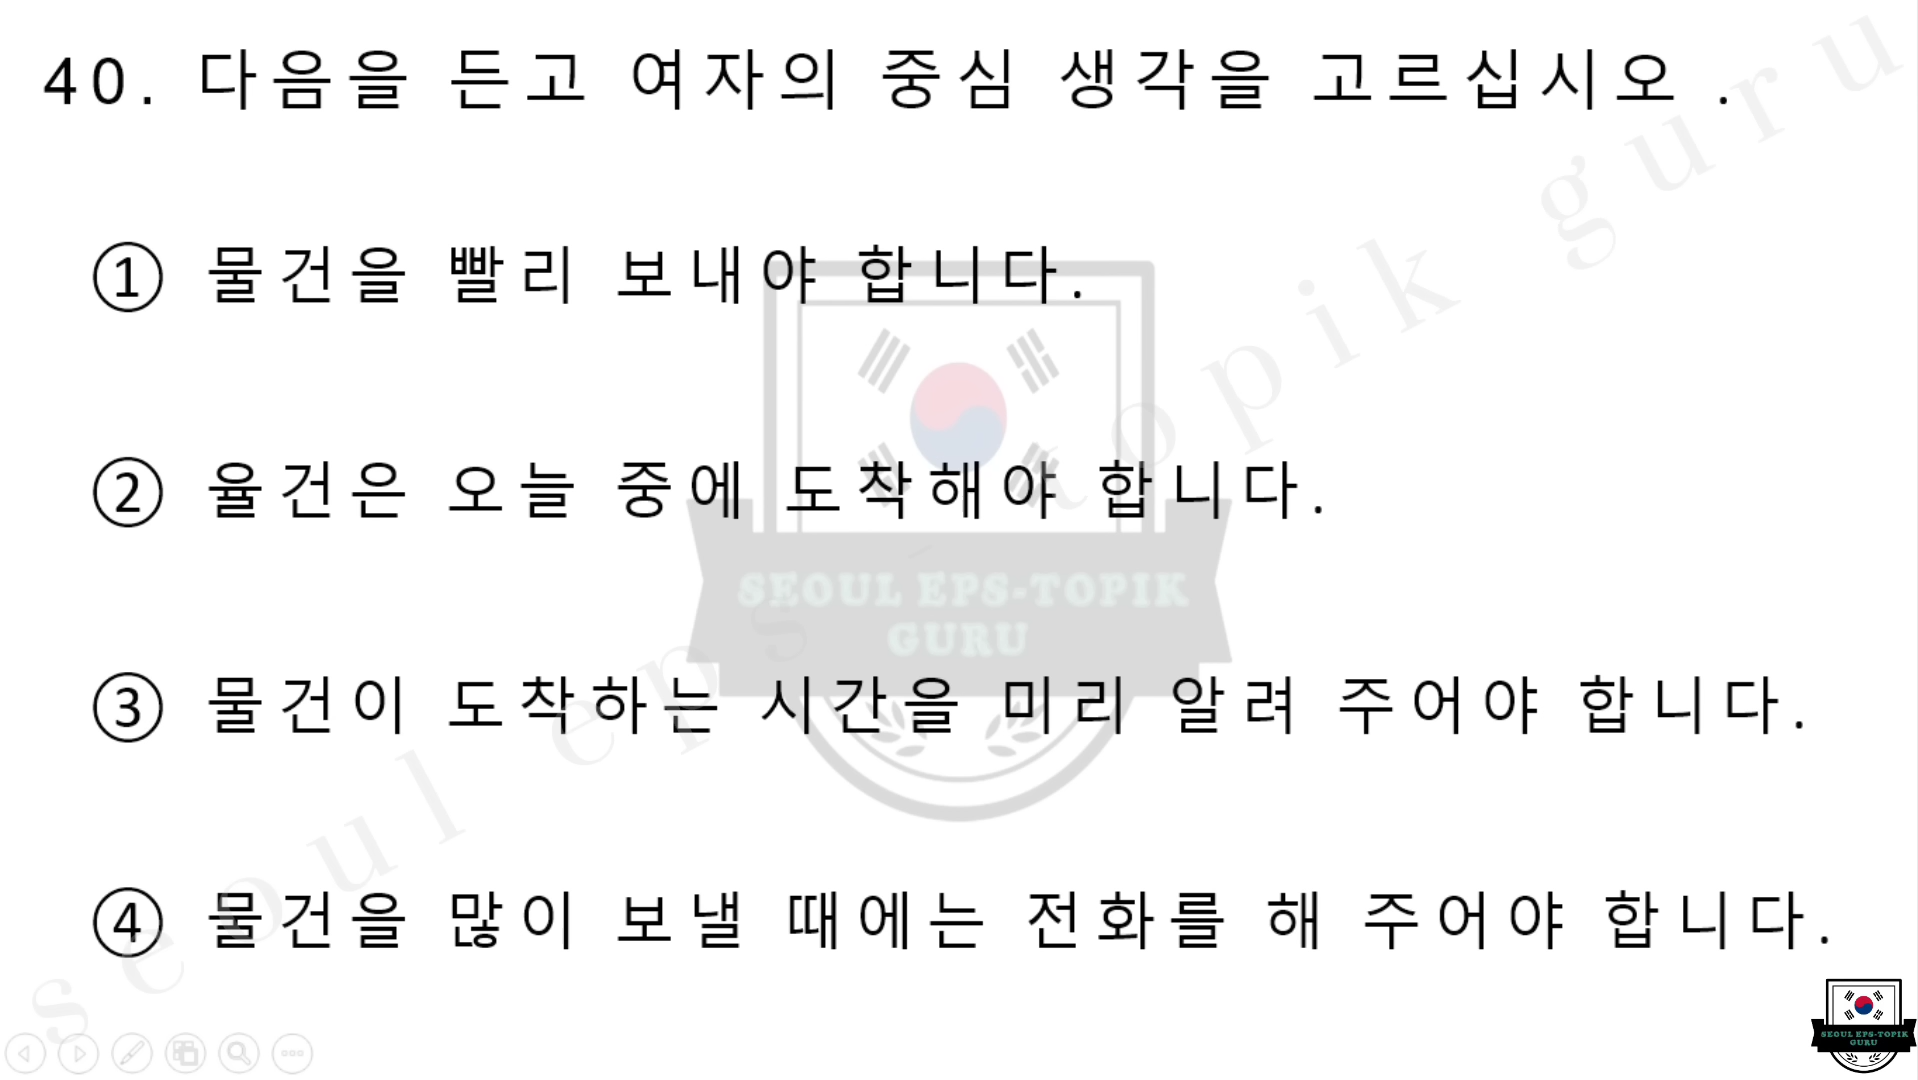 40. 다음을 든고 여자의 중심 생각을 고르십시오 .
① 물건을 빨리 보내야 합니다.
② 율건은 오늘 중에 도착해야 합니다.
③ 물건이 도착하는 시간을 미리 알려 주어야 합니다.
④ 물건을 많이 보낼 때에는 전화를 해 주어야 합니다.
seoul eps topik guru
SEOUL EPS-TOPIK
GURU
SEOUL EPS-TOPIK
GURU